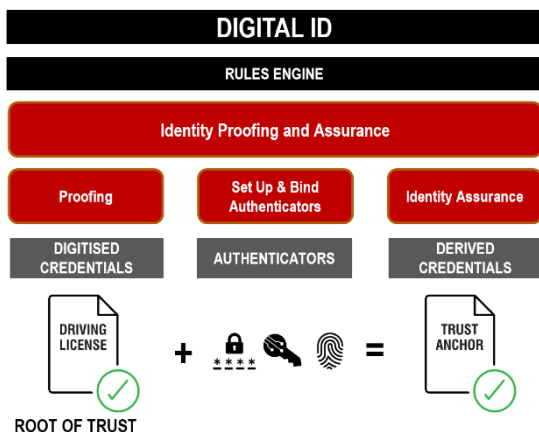 DIGITAL ID
RULES ENGINE
Identity Proofing and Assurance
Proofing
Set Up & Bind
Authenticators
Identity Assurance
DIGITISED
CREDENTIALS
AUTHENTICATORS
DERIVED
CREDENTIALS
DRIVING
LICENSE
+
****
=
TRUST
ANCHOR
ROOT OF TRUST